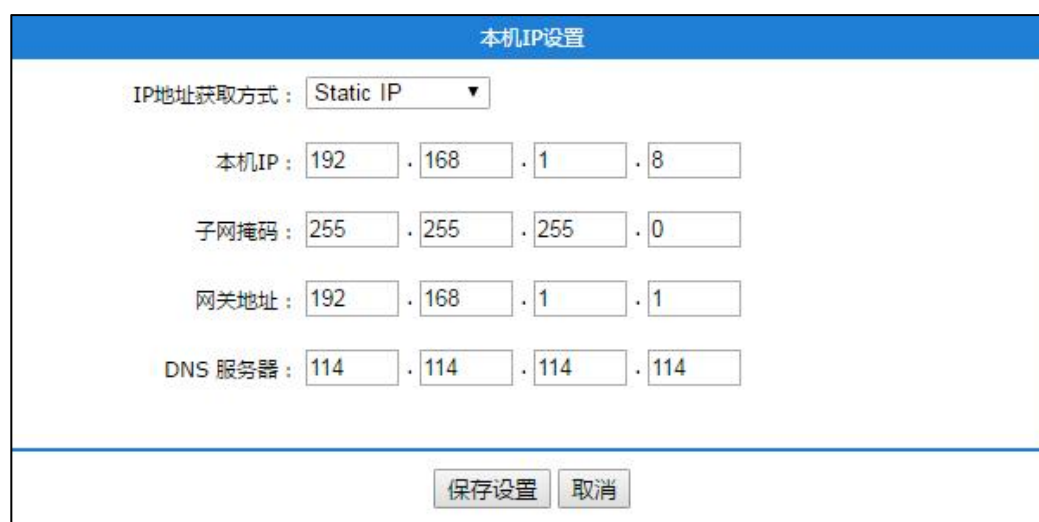 本机IP设置
IP地址获取方式： Static IP
本机IP： 192 . 168 . 1 . 8
子网掩码： 255 . 255 . 255 . 0
网关地址： 192 . 168 . 1 . 1
DNS 服务器： 114 . 114 . 114 . 114
保存设置 取消